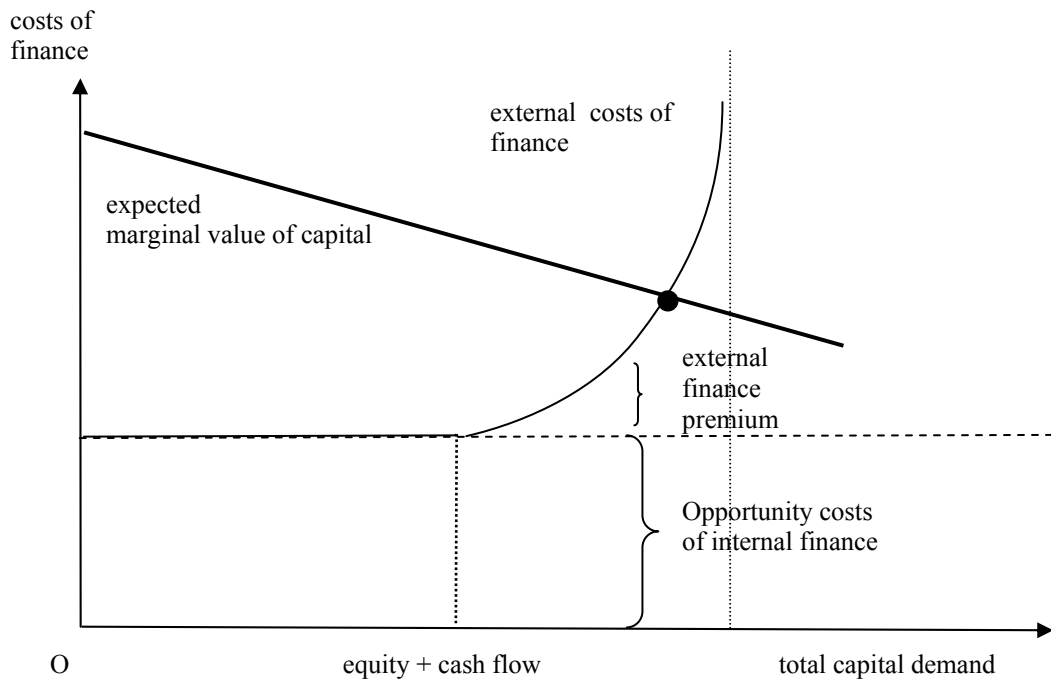 costs of
finance
external costs of
finance
expected
marginal value of capital
external
finance
premium
Opportunity costs
of internal finance
O
equity + cash flow
total capital demand